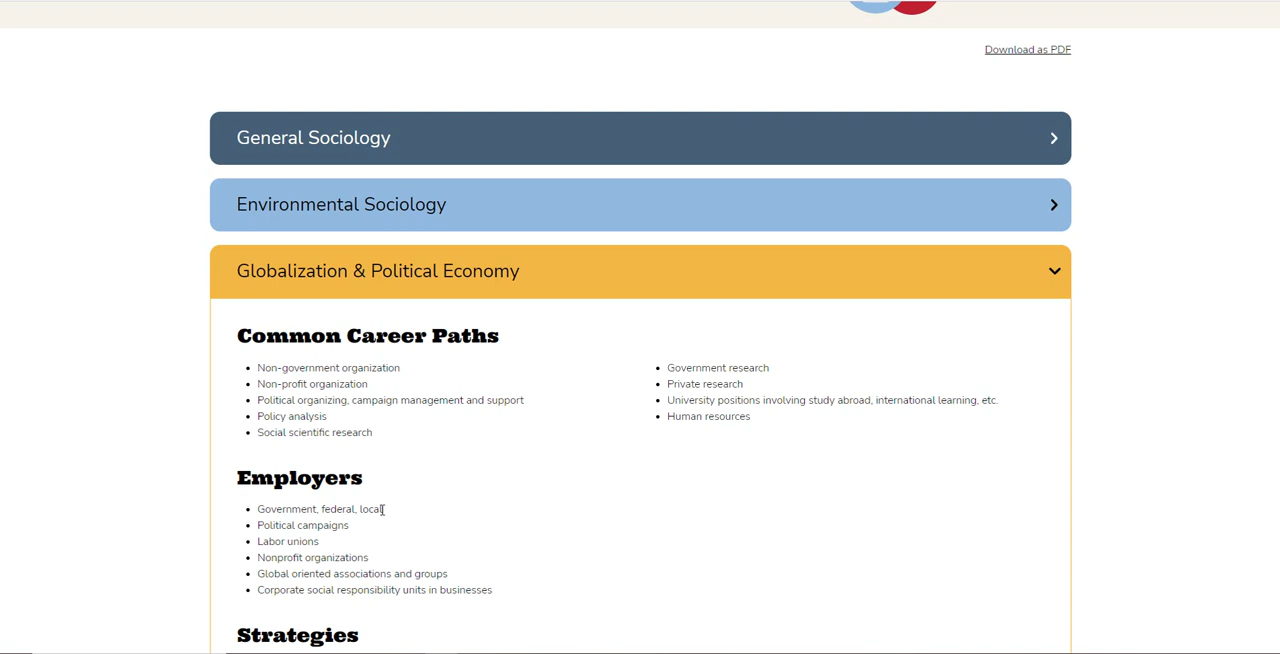 Download as PDF
General Sociology
Environmental Sociology
Globalization & Political Economy
Common Career Paths
Non-government organization
Non-profit organization
Political organizing, campaign management and support
Policy analysis
Social scientific research
Government research
Private research
University positions involving study abroad, international learning, etc.
Human resources
Employers
Government, federal, local
Political campaigns
Labor unions
Nonprofit organizations
Global oriented associations and groups
Corporate social responsibility units in businesses
Strategies